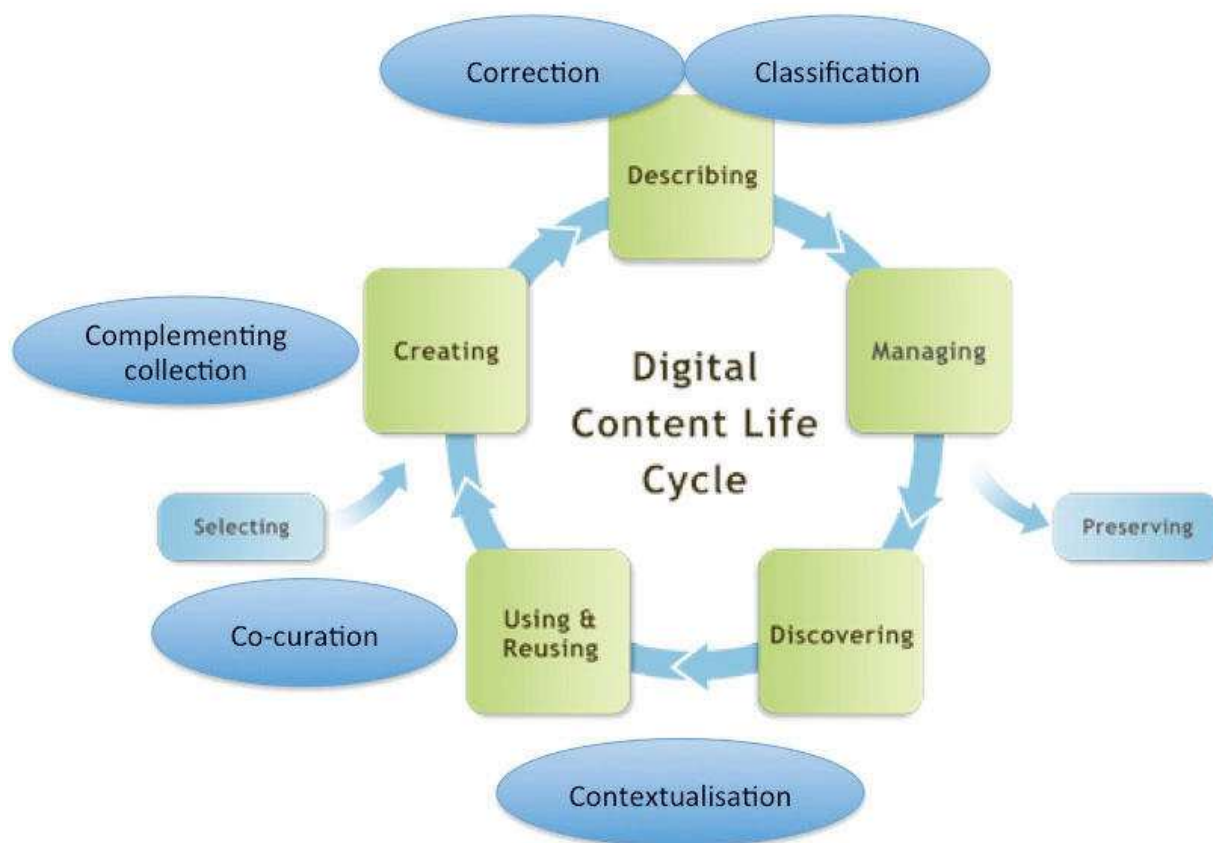 Correction
Classification
Describing
Complementing
collection
Creating
Managing
Digital
Content Life
Cycle
Selecting
Preserving
Co-curation
Using &
Reusing
Discovering
Contextualisation